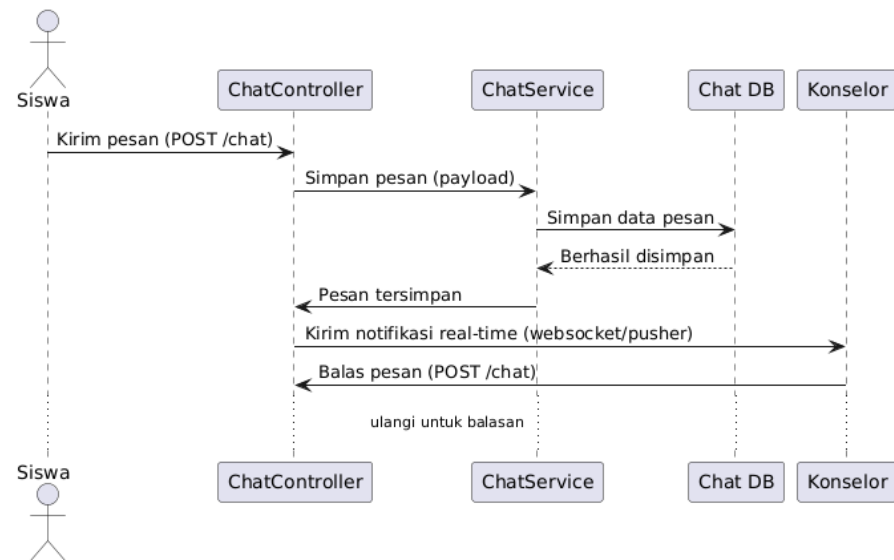 Siswa
ChatController
ChatService
Chat DB
Konselor
Kirim pesan (POST /chat)
Simpan pesan (payload)
Simpan data pesan
Berhasil disimpan
Pesan tersimpan
Kirim notifikasi real-time (websocket/pusher)
Balas pesan (POST /chat)
ulangi untuk balasan
Siswa
ChatController
ChatService
Chat DB
Konselor